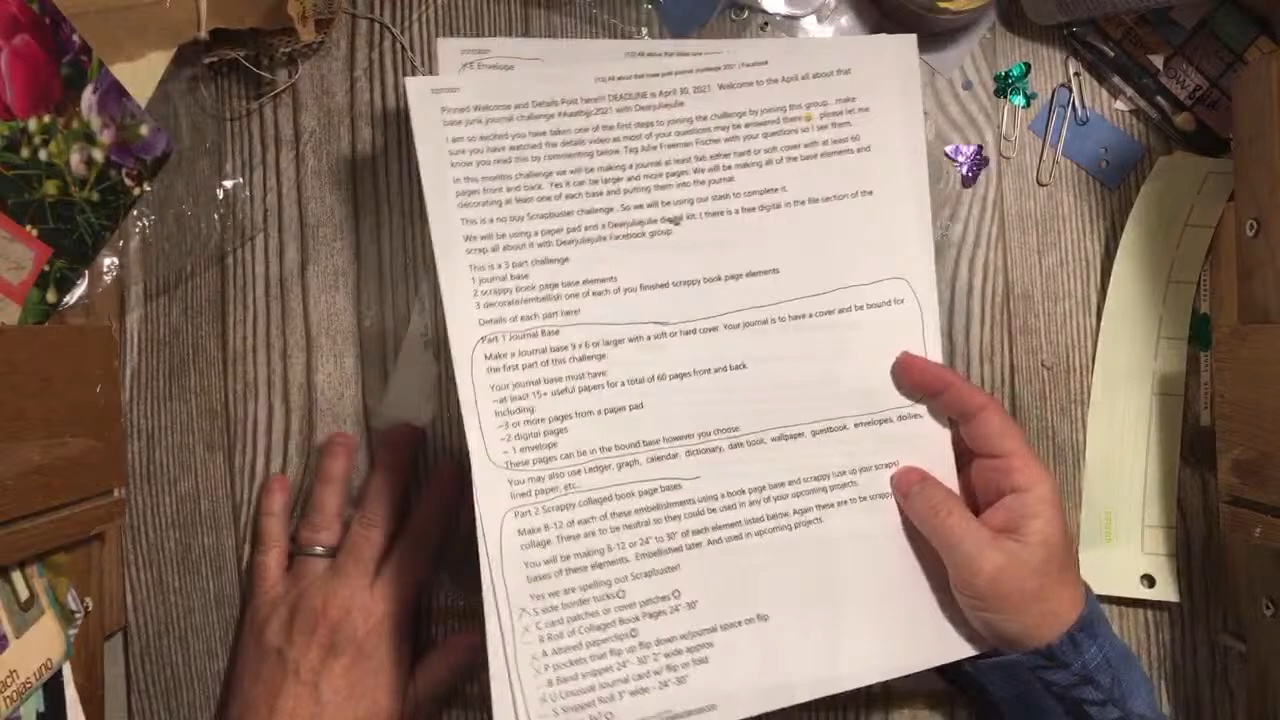 E Envelope
Pinned Welcome and Details Post here!!! DEADLINE is April 30, 2021. Welcome to the April all about that
base junk journal challenge with Dearjuliejulie.
I am so excited you have taken one of the first steps to joining the challenge by joining this group.. make
sure you have watched the details video as most of your questions may be answered there. please let me
know you read this by commenting below. Tag Julie Freeman Fischer with your questions so I see them.
In this months challenge we will be making a journal at least 9x6 either hard or soft cover with at least 60
pages front and back. Yes it can be larger and more pages. We will be making all of the base elements and
decorating at least one of each base and putting them into the journal.
This is a no buy Scrapbuster challenge. So we will be using our stash to complete it.
We will be using a paper pad and a Dearjuliejulie digital kit. ( there is a free digital in the file section of the
scrap all about it with Dearjuliejulie Facebook group.
This is a 3 part challenge
1 journal base
2 scrappy book page base elements
3 decorate/embellish one of each of you finished scrappy book page elements
Details of each part here!
Part 1 Journal Base
Make a Journal base 9 x 6 or larger with a soft or hard cover. Your journal is to have a cover and be bound for
the first part of this challenge.
Your journal base must have:
~at least 15+ useful papers for a total of 60 pages front and back
Including:
~3 or more pages from a paper pad
~2 digital pages
~ 1 envelope
These pages can be in the bound base however you choose.
You may also use Ledger, graph, calendar, dictionary, date book, wallpaper, guestbook, envelopes, doilies,
lined paper, etc..
Part 2 Scrappy collaged book page bases
Make 8-12 of each of these embellishments using a book page base and scrappy (use up your scraps)
collage. These are to be neutral so they could be used in any of your upcoming projects.
You will be making 8-12 or 24" to 30" of each element listed below. Again these are to be scrappy
bases of these elements. Embellished later. And used in upcoming projects.
Yes we are spelling out Scrapbuster!
S side border tucks
C card patches or cover patches
R Roll of Collaged Book Pages 24"-30"
A Altered paperclips
P pockets that flip up flip down w/journal space on flip
B Band snippet 24"- 30" 2" wide approx
U Unusual Journal card w/ flip or fold
S Snippet Roll 3" wide - 24"-30"
hojas uno